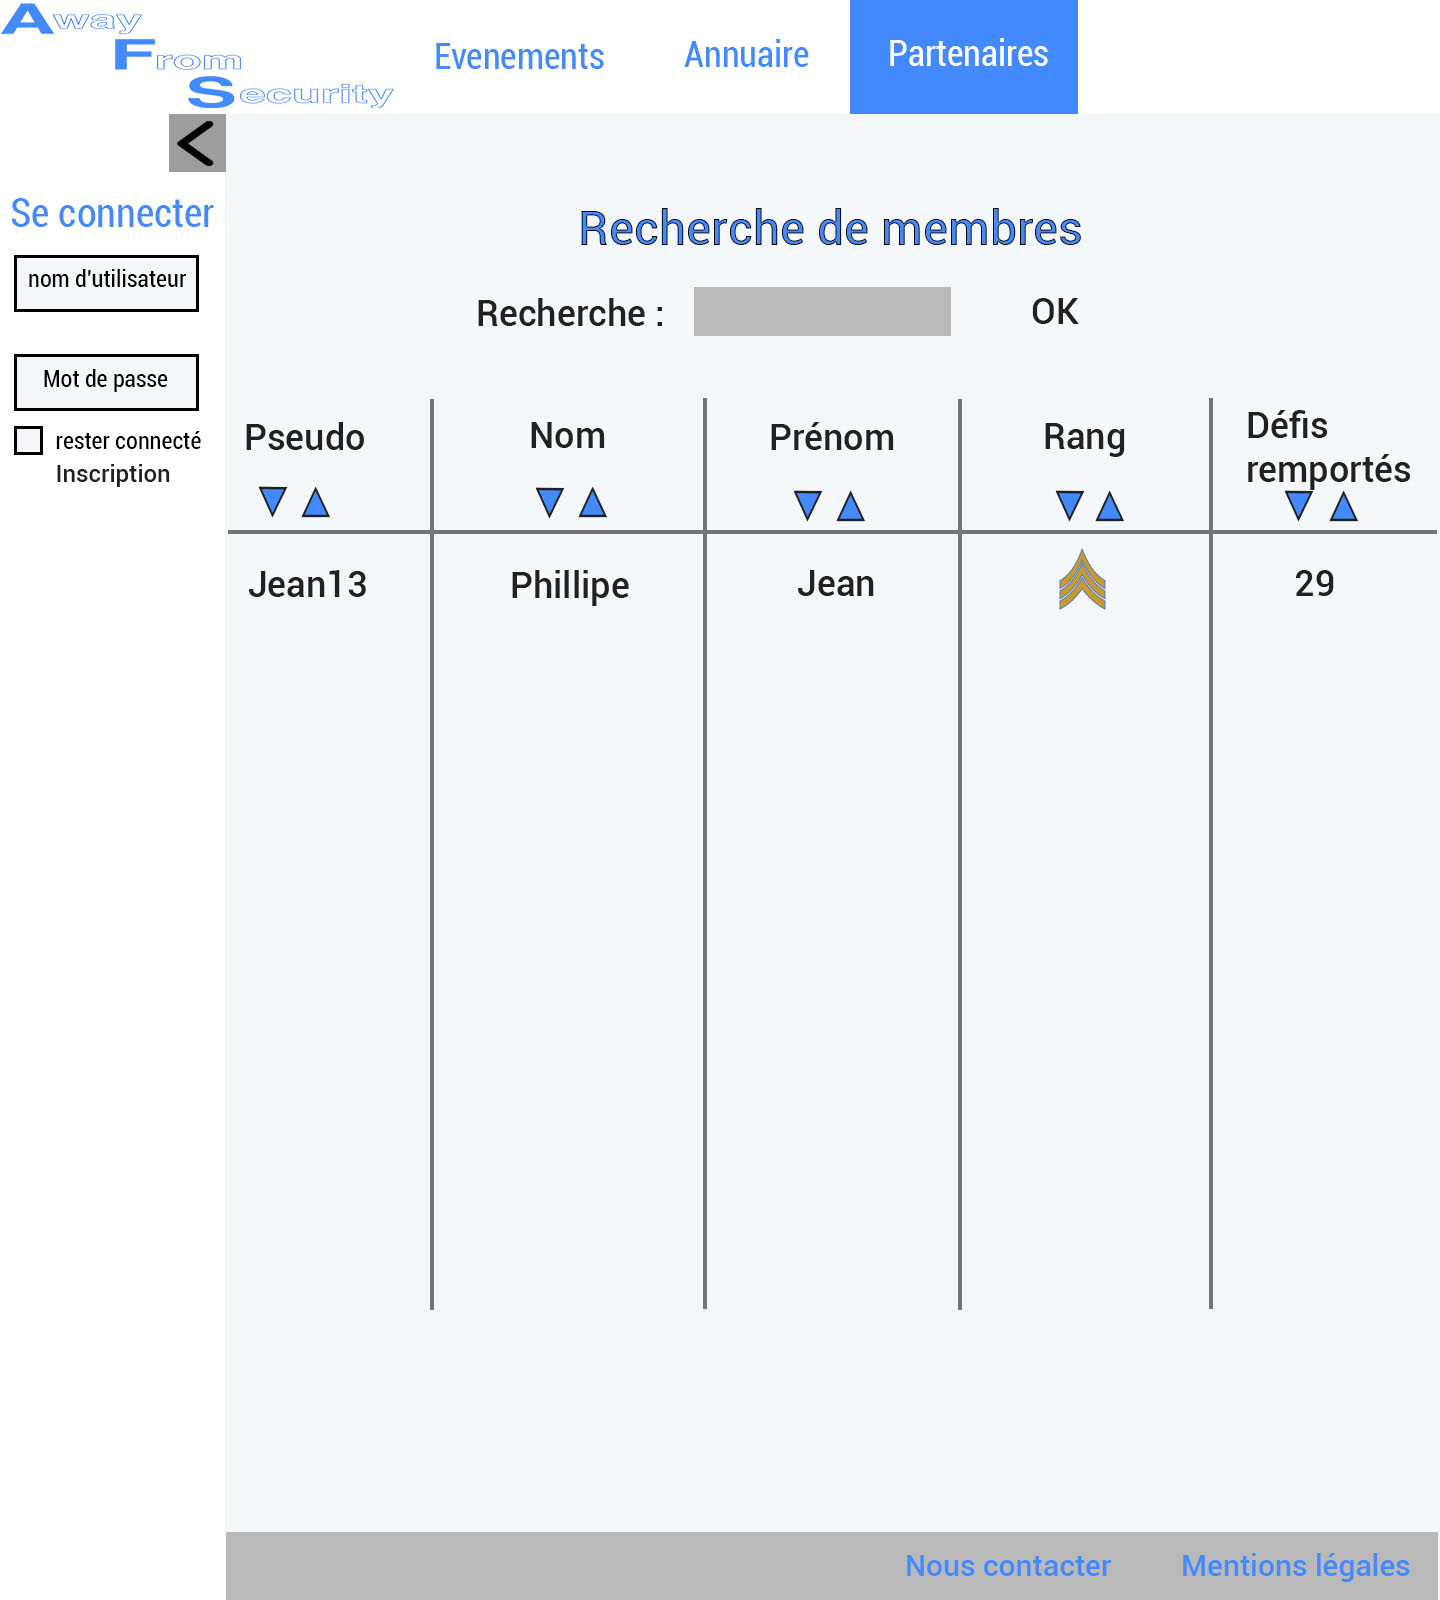 Away
From
Security
Evenements
Annuaire
Partenaires
<
Se connecter
nom d'utilisateur
Mot de passe
rester connecté
Inscription
Recherche de membres
Recherche :
OK
Pseudo
Nom
Prénom
Rang
Défis
remportés
Jean13
Phillipe
Jean
29
Nous contacter
Mentions légales